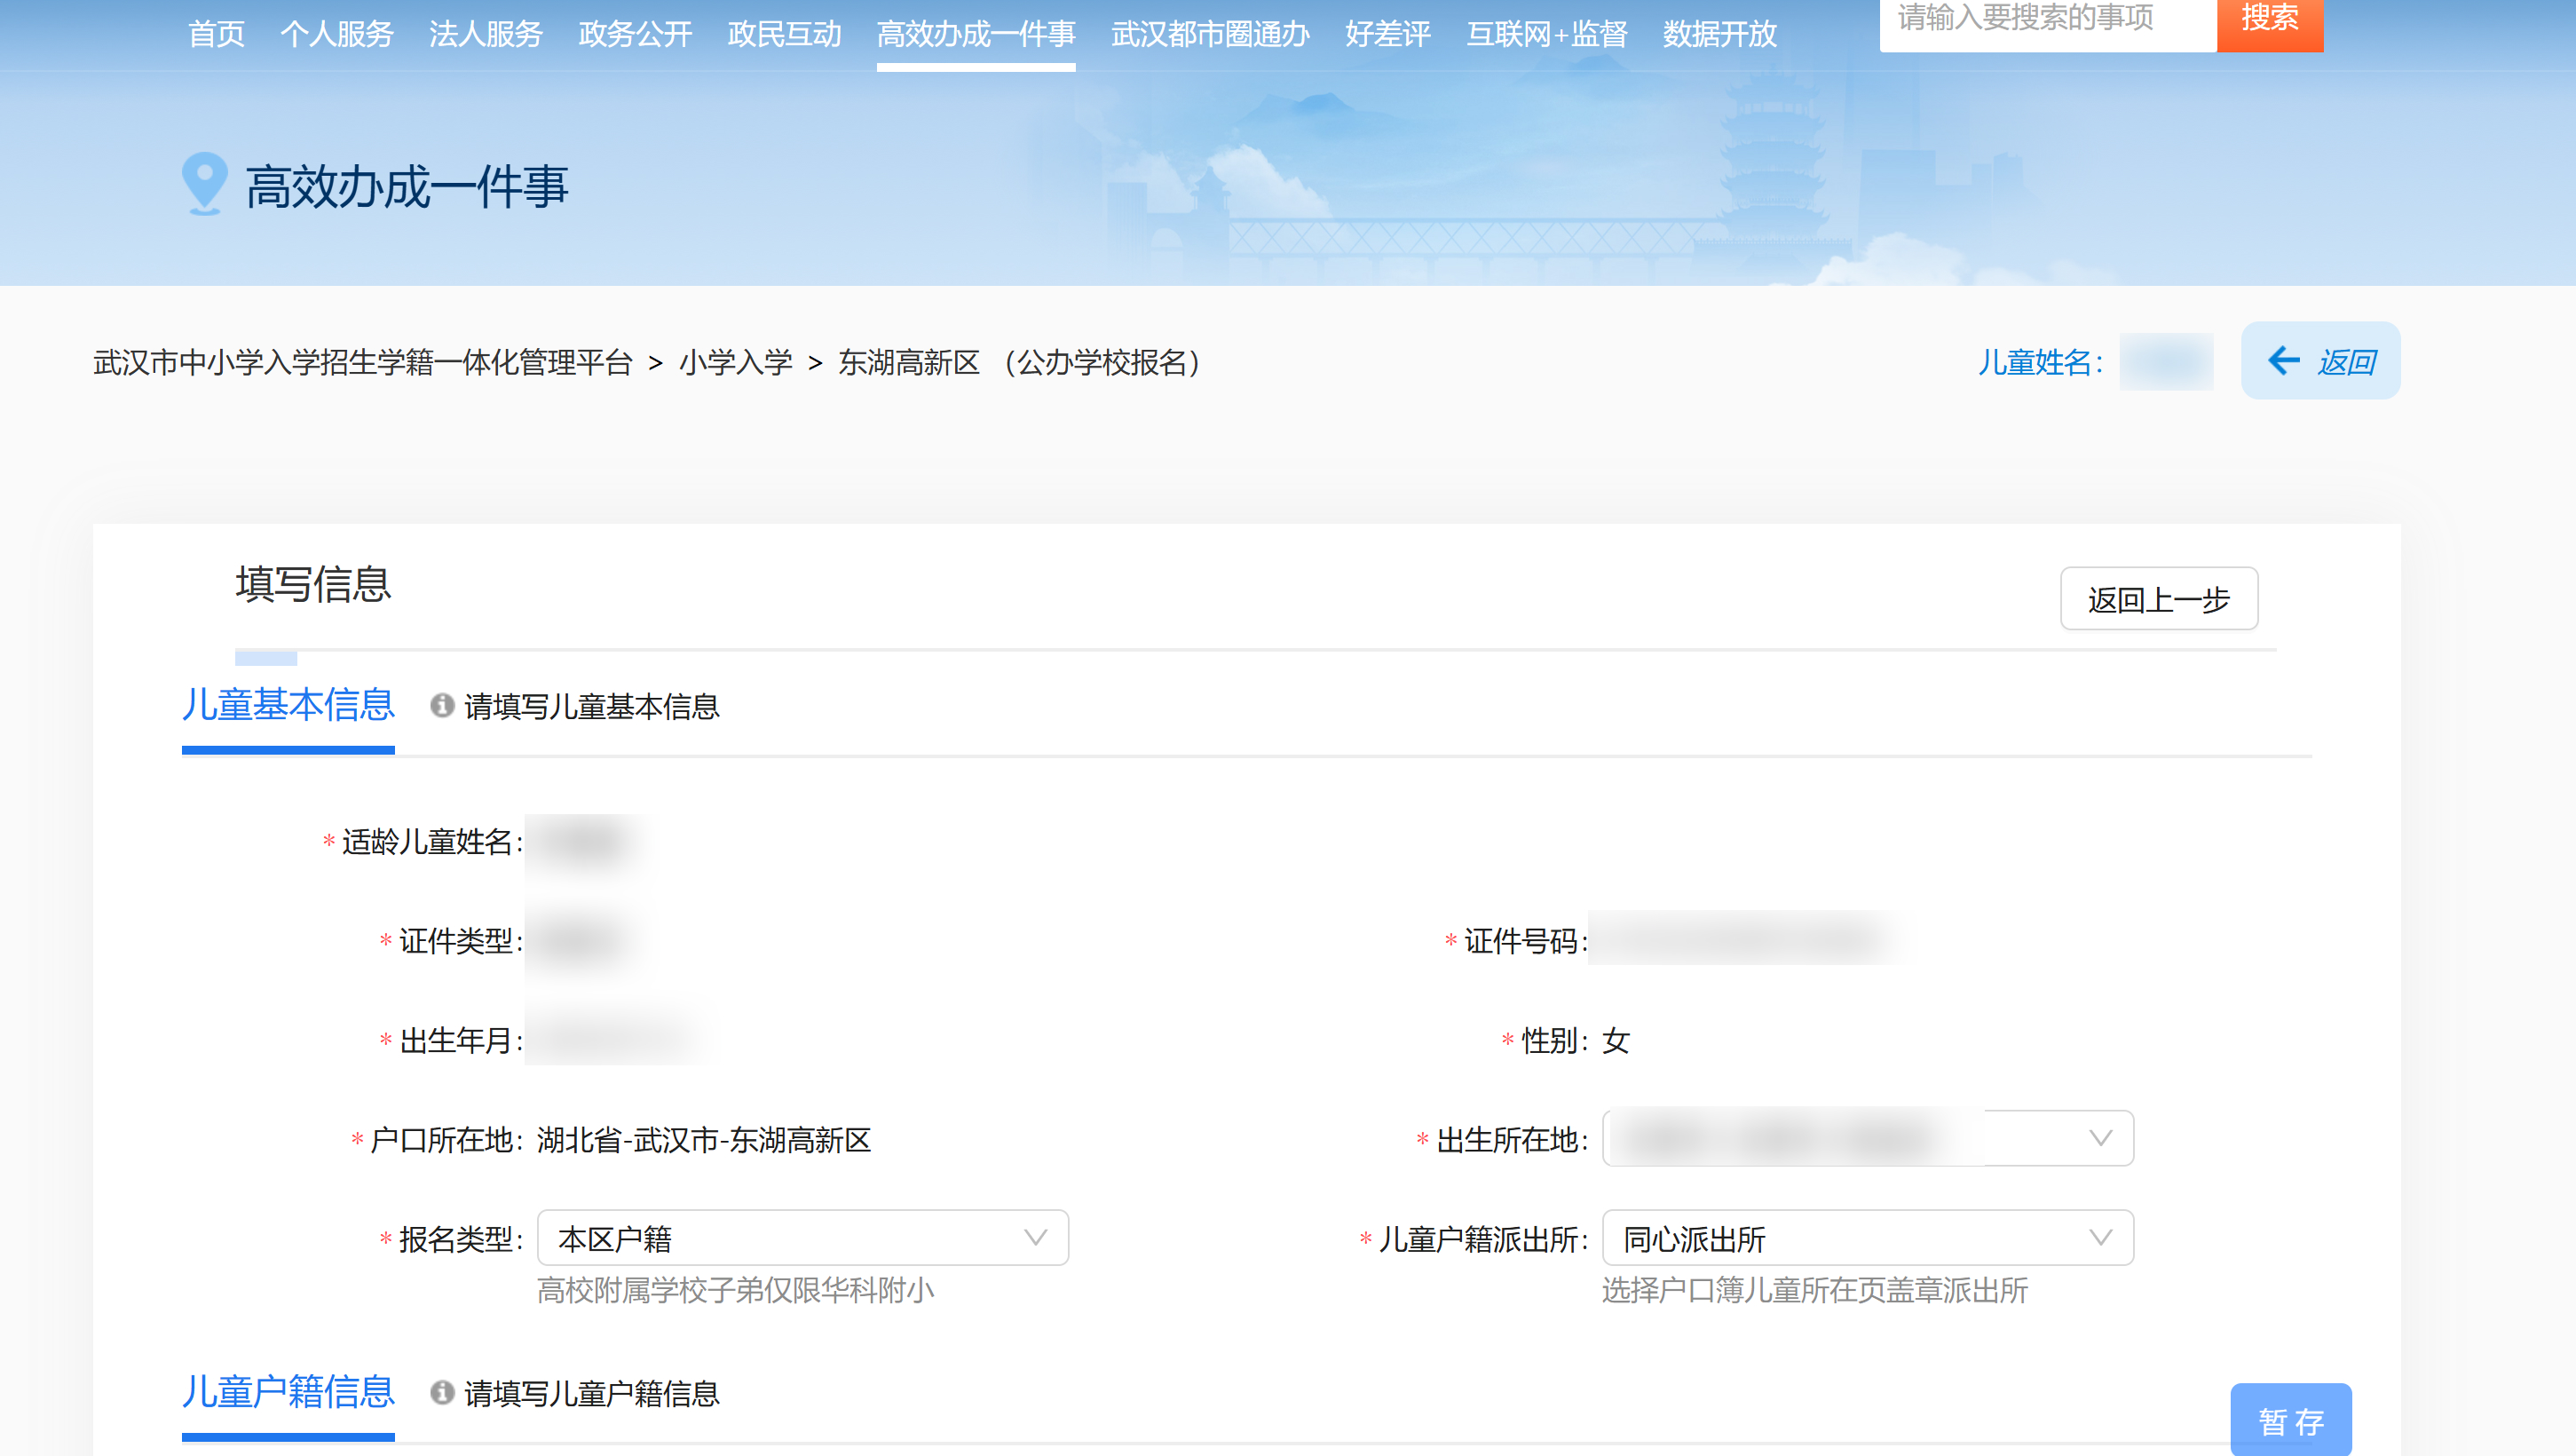 首页 个人服务 法人服务 政务公开 政民互动 高效办成一件事 武汉都市圈通办 好差评 互联网+监督 数据开放 请输入要搜索的事项 搜索
高效办成一件事
武汉市中小学入学招生学籍一体化管理平台 > 小学入学 > 东湖高新区 （公办学校报名） 儿童姓名: 返回
填写信息 返回上一步
儿童基本信息 请填写儿童基本信息
* 适龄儿童姓名:
* 证件类型: * 证件号码:
* 出生年月: * 性别: 女
* 户口所在地: 湖北省-武汉市-东湖高新区 * 出生所在地:
* 报名类型: 本区户籍 * 儿童户籍派出所: 同心派出所
高校附属学校子弟仅限华科附小 选择户口簿儿童所在页盖章派出所
儿童户籍信息 请填写儿童户籍信息 暂存